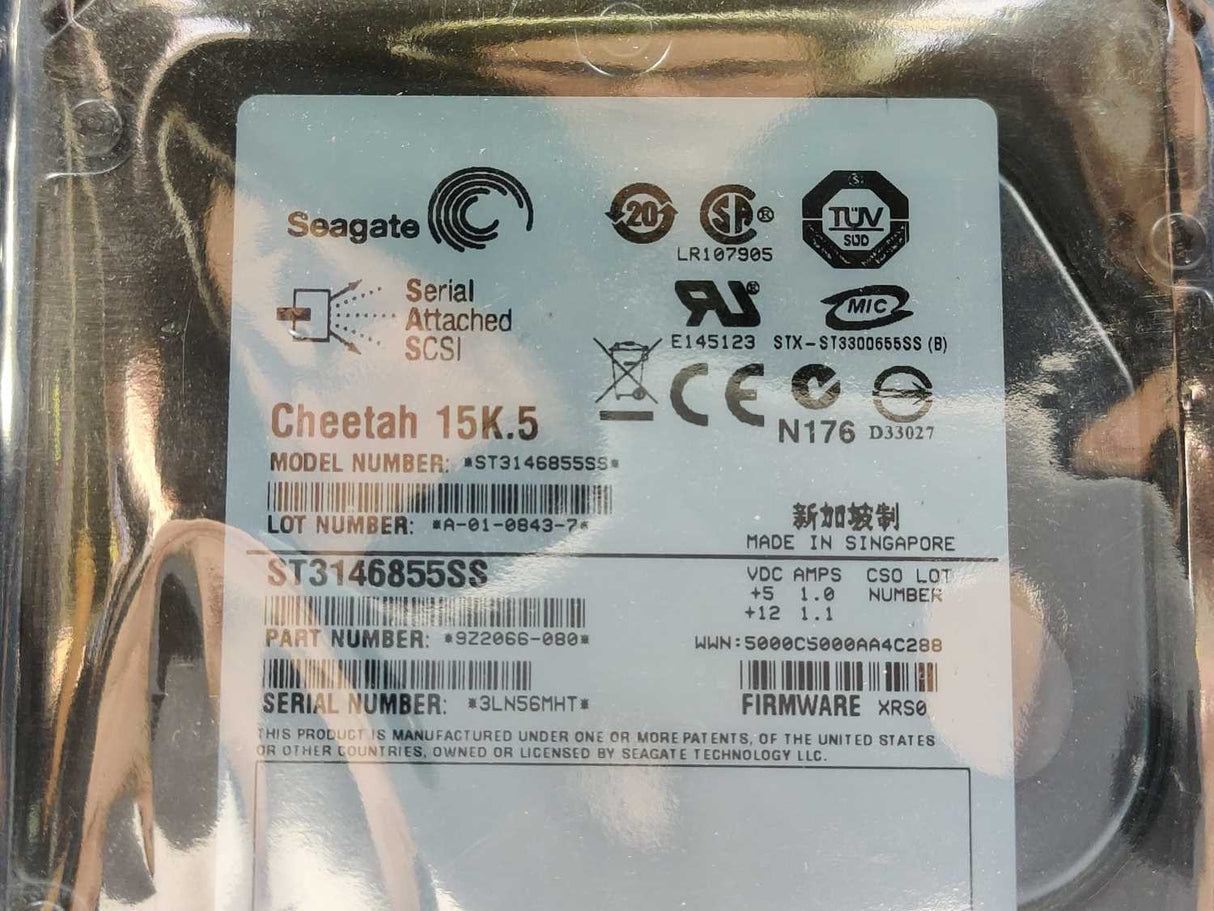 Seagate
20
SA®
LR107905
TÜV
SÜD
Serial
Attached
SCSI
MIC
E145123 STX-ST3300655SS (B)
CE
N176 D33027
Cheetah 15K.5
MODEL NUMBER: *ST3146855SS*
LOT NUMBER: *A-01-0843-7*
新加坡制
MADE IN SINGAPORE
ST3146855SS
VDC AMPS CSO LOT
+5 1.0 NUMBER
+12 1.1
PART NUMBER: *9Z2066-080*
WWN:5000C5000AA4C288
SERIAL NUMBER: *3LN56MHT*
FIRMWARE XRS0
THIS PRODUCT IS MANUFACTURED UNDER ONE OR MORE PATENTS, OF THE UNITED STATES
OR OTHER COUNTRIES, OWNED OR LICENSED BY SEAGATE TECHNOLOGY LLC.